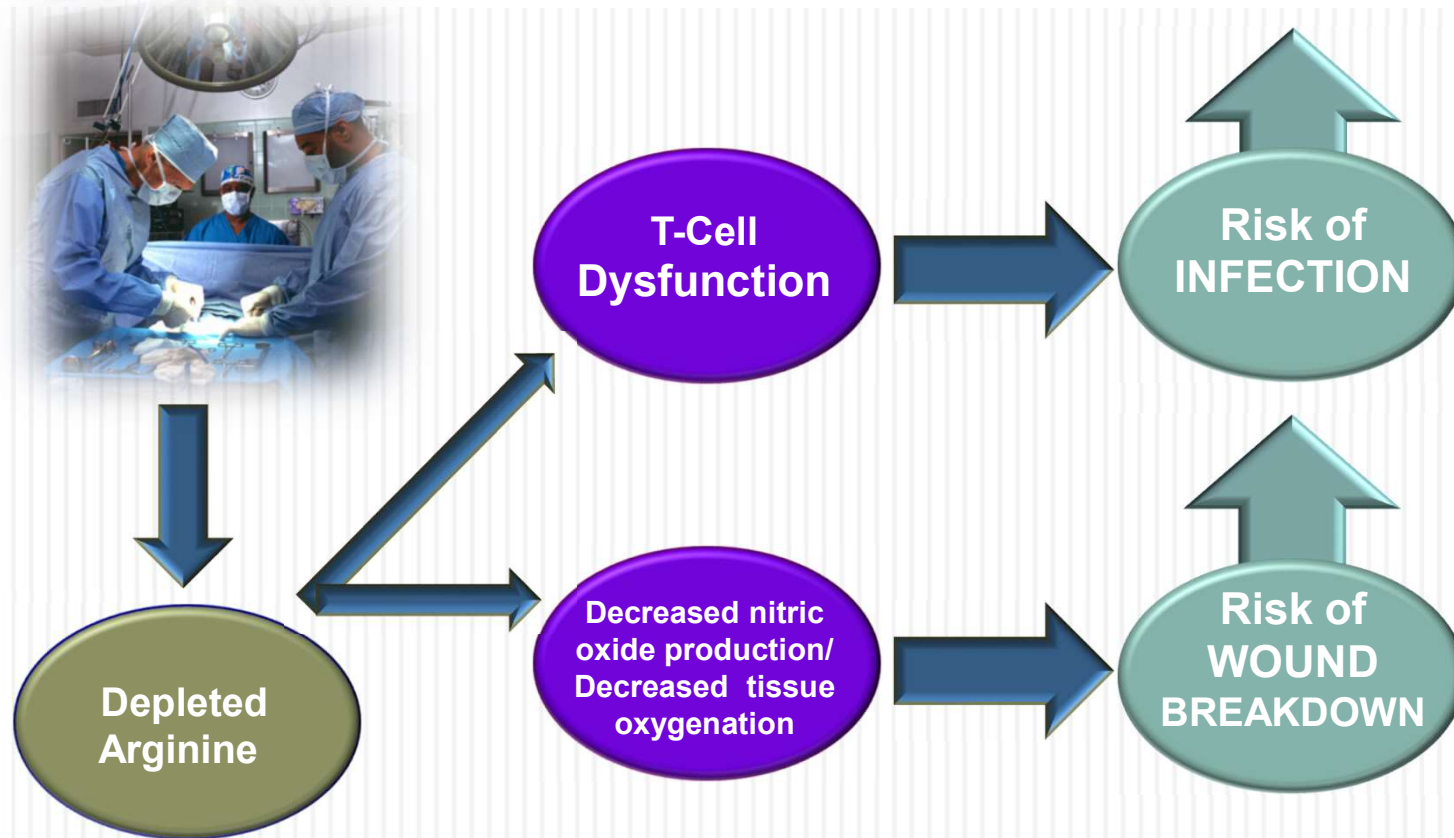 T-Cell
Dysfunction
Risk of
INFECTION
Depleted
Arginine
Decreased nitric
oxide production/
Decreased tissue
oxygenation
Risk of
WOUND
BREAKDOWN